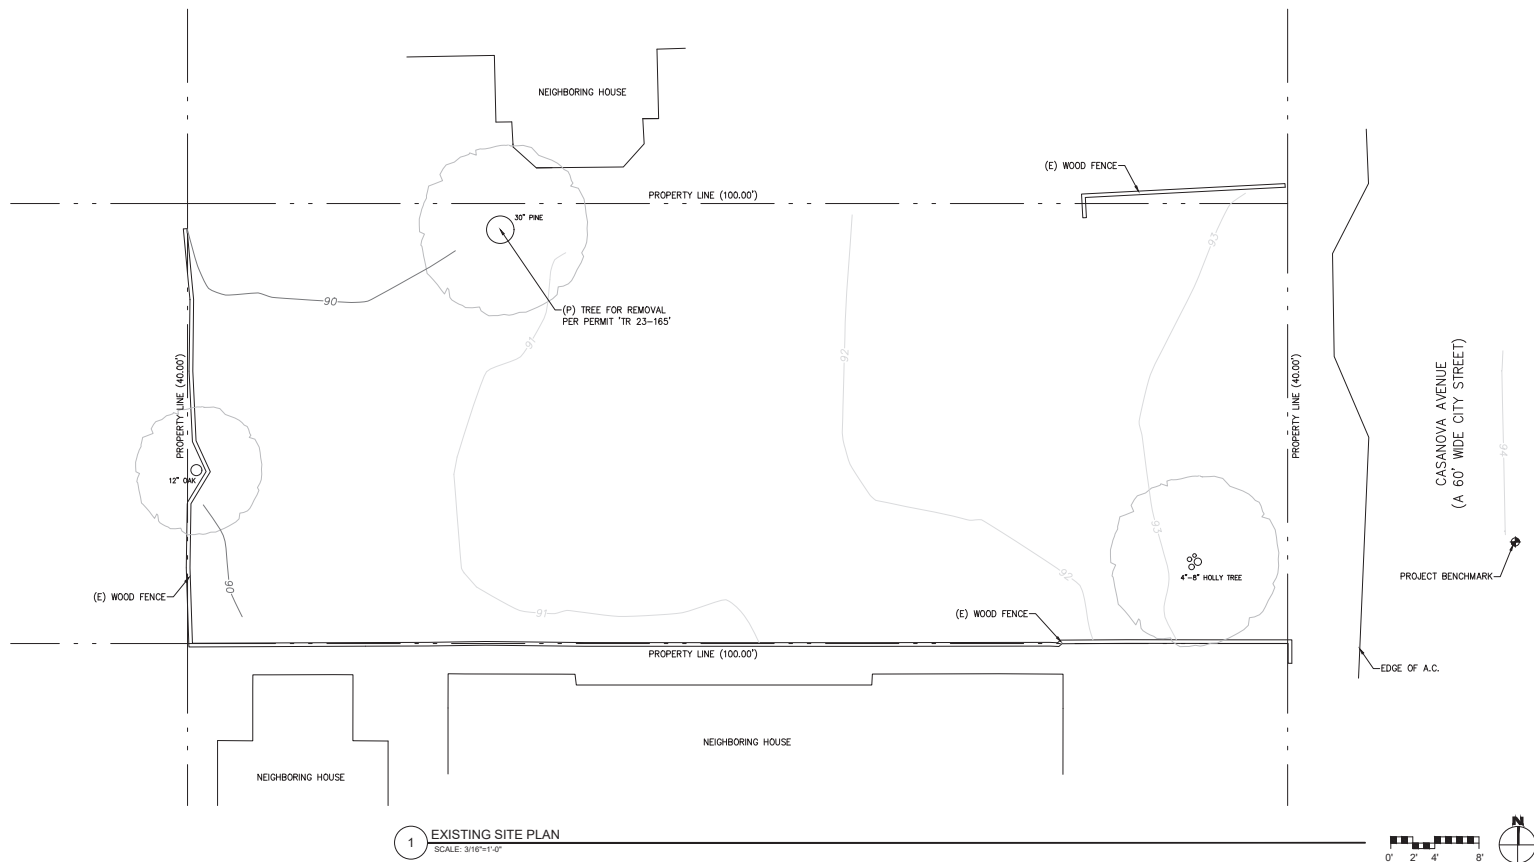 NEIGHBORING HOUSE
(E) WOOD FENCE
PROPERTY LINE (100.00')
30" PINE
93
90
(P) TREE FOR REMOVAL
PER PERMIT 'TR 23-165'
91
92
PROPERTY LINE (40.00')
PROPERTY LINE (40.00')
CASANOVA AVENUE
(A 60' WIDE CITY STREET)
94
12" OAK
93
PROJECT BENCHMARK
92
4"-8" HOLLY TREE
90
(E) WOOD FENCE
91
(E) WOOD FENCE
PROPERTY LINE (100.00')
EDGE OF A.C.
NEIGHBORING HOUSE
NEIGHBORING HOUSE
1
EXISTING SITE PLAN
SCALE: 3/16"=1'-0"
N
0' 2' 4' 8'